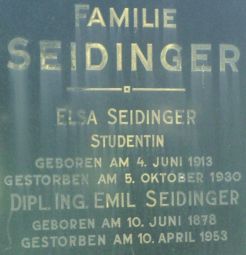 FAMILIE
SEIDINGER
ELSA SEIDINGER
STUDENTIN
GEBOREN AM 4. JUNI 1913
GESTORBEN AM 5. OKTOBER 1930
DIPL. ING. EMIL SEIDINGER
GEBOREN AM 10. JUNI 1878
GESTORBEN AM 10. APRIL 1953